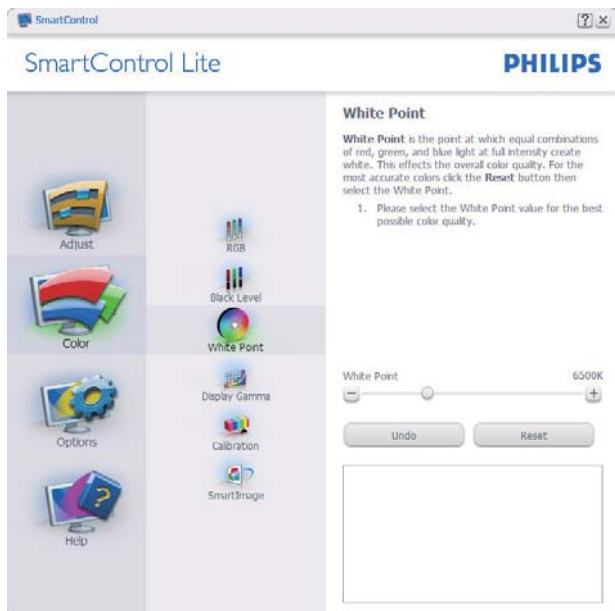 SmartControl
? ×
SmartControl Lite
PHILIPS
Adjust
Color
Options
Help
RGB
Black Level
White Point
Display Gamma
Calibration
SmartImage
White Point
White Point is the point at which equal combinations
of red, green, and blue light at full intensity create
white. This effects the overall color quality. For the
most accurate colors click the Reset button then
select the White Point.
1. Please select the White Point value for the best
possible color quality.
White Point 6500K
Undo Reset